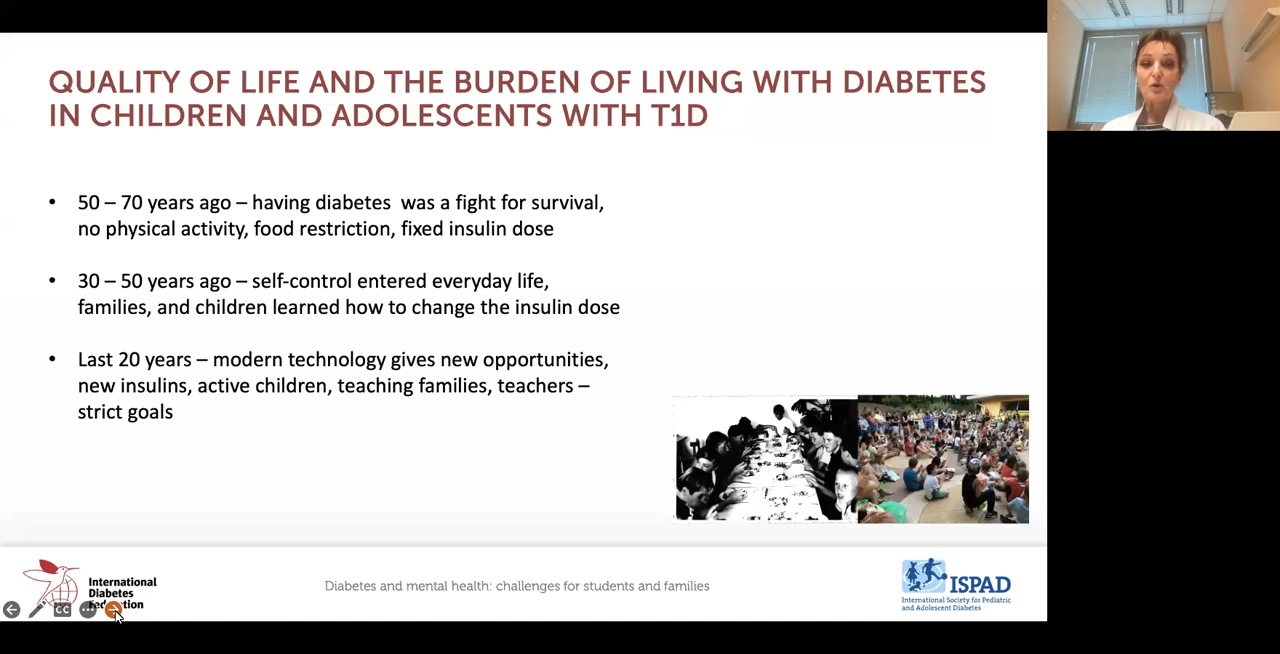 QUALITY OF LIFE AND THE BURDEN OF LIVING WITH DIABETES
IN CHILDREN AND ADOLESCENTS WITH T1D
• 50 – 70 years ago – having diabetes was a fight for survival,
no physical activity, food restriction, fixed insulin dose
• 30 – 50 years ago – self-control entered everyday life,
families, and children learned how to change the insulin dose
• Last 20 years – modern technology gives new opportunities,
new insulins, active children, teaching families, teachers –
strict goals
International
Diabetes
CC
Diabetes and mental health: challenges for students and families
ISPAD
International Society for Pediatric
and Adolescent Diabetes